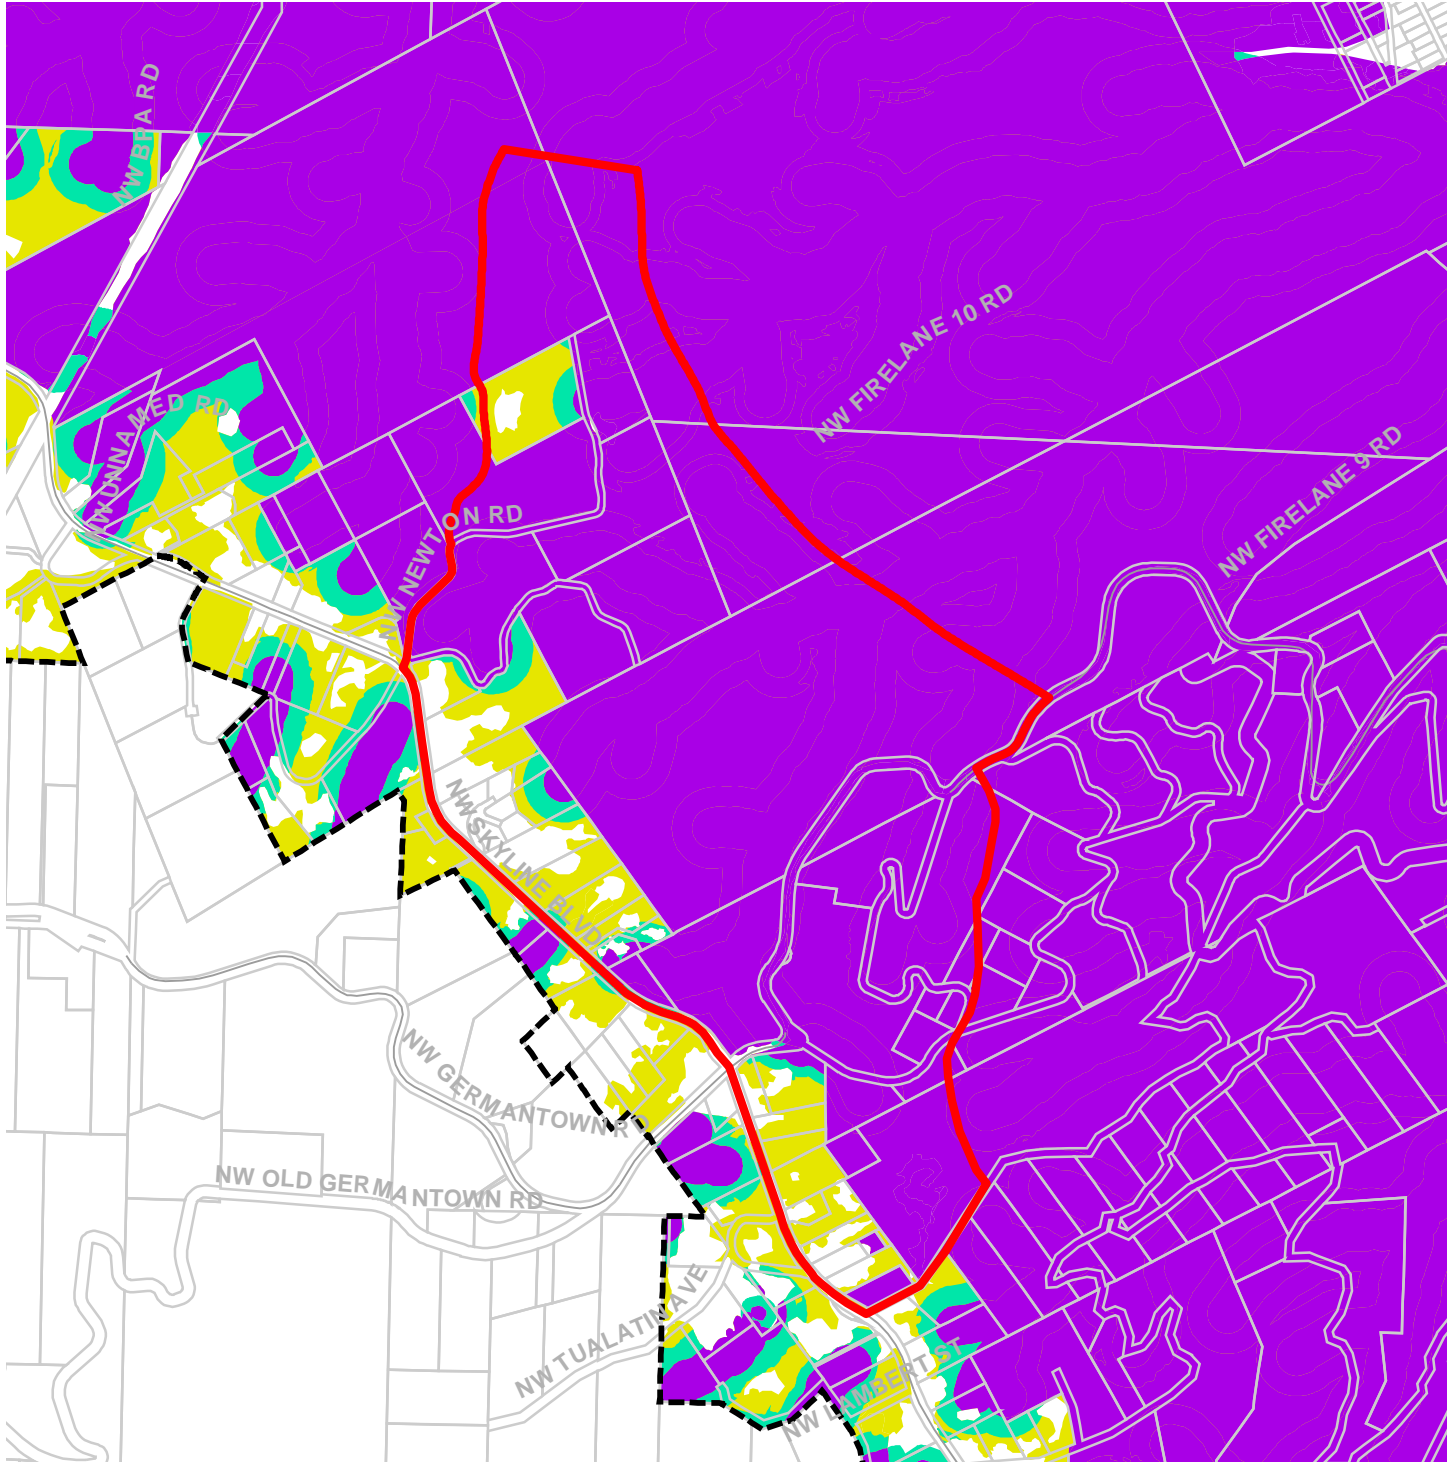 NW BPA RD
NW FIRELANE 10 RD
NW UNNAMED RD
NW FIRELANE 9 RD
NW NEWTON RD
NW SKYLINE BLVD
NW GERMANTOWN RD
NW OLD GERMANTOWN RD
NW TUALATIN AVE
NW LAMBERT ST